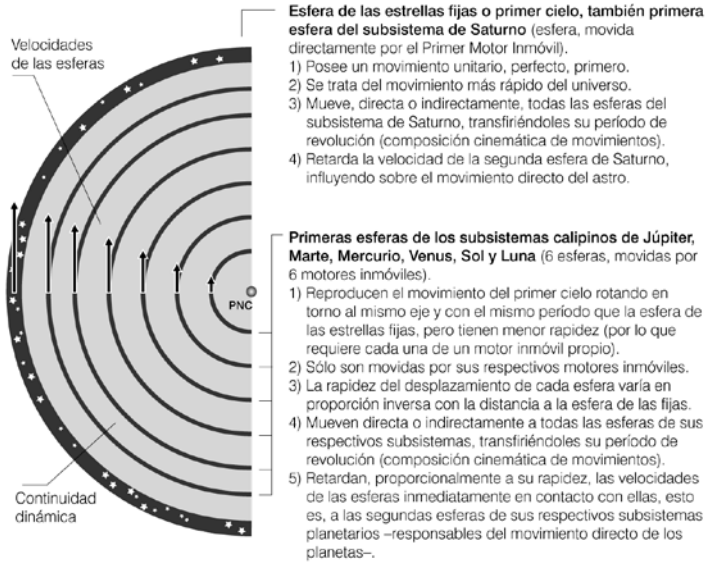 Velocidades
de las esferas
PNC
Continuidad
dinámica
Esfera de las estrellas fijas o primer cielo, también primera
esfera del subsistema de Saturno (esfera, movida
directamente por el Primer Motor Inmóvil).
1) Posee un movimiento unitario, perfecto, primero.
2) Se trata del movimiento más rápido del universo.
3) Mueve, directa o indirectamente, todas las esferas del
subsistema de Saturno, transfiriéndoles su período de
revolución (composición cinemática de movimientos).
4) Retarda la velocidad de la segunda esfera de Saturno,
influyendo sobre el movimiento directo del astro.
Primeras esferas de los subsistemas calipinos de Júpiter,
Marte, Mercurio, Venus, Sol y Luna (6 esferas, movidas por
6 motores inmóviles).
1) Reproducen el movimiento del primer cielo rotando en
torno al mismo eje y con el mismo período que la esfera de
las estrellas fijas, pero tienen menor rapidez (por lo que
requiere cada una de un motor inmóvil propio).
2) Sólo son movidas por sus respectivos motores inmóviles.
3) La rapidez del desplazamiento de cada esfera varía en
proporción inversa con la distancia a la esfera de las fijas.
4) Mueven directa o indirectamente a todas las esferas de sus
respectivos subsistemas, transfiriéndoles su período de
revolución (composición cinemática de movimientos).
5) Retardan, proporcionalmente a su rapidez, las velocidades
de las esferas inmediatamente en contacto con ellas, esto
es, a las segundas esferas de sus respectivos subsistemas
planetarios –responsables del movimiento directo de los
planetas–.